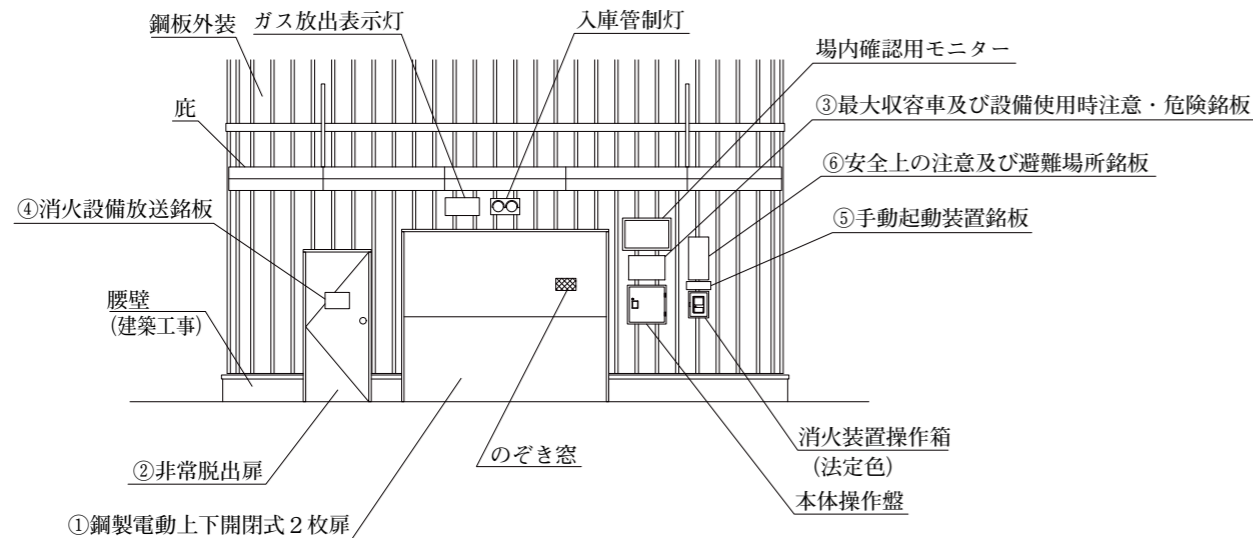 鋼板外装
ガス放出表示灯
入庫管制灯
場内確認用モニター
③最大収容車及び設備使用時注意・危険銘板
庇
⑥安全上の注意及び避難場所銘板
④消火設備放送銘板
⑤手動起動装置銘板
腰壁
(建築工事)
消火装置操作箱
(法定色)
のぞき窓
②非常脱出扉
本体操作盤
①鋼製電動上下開閉式２枚扉